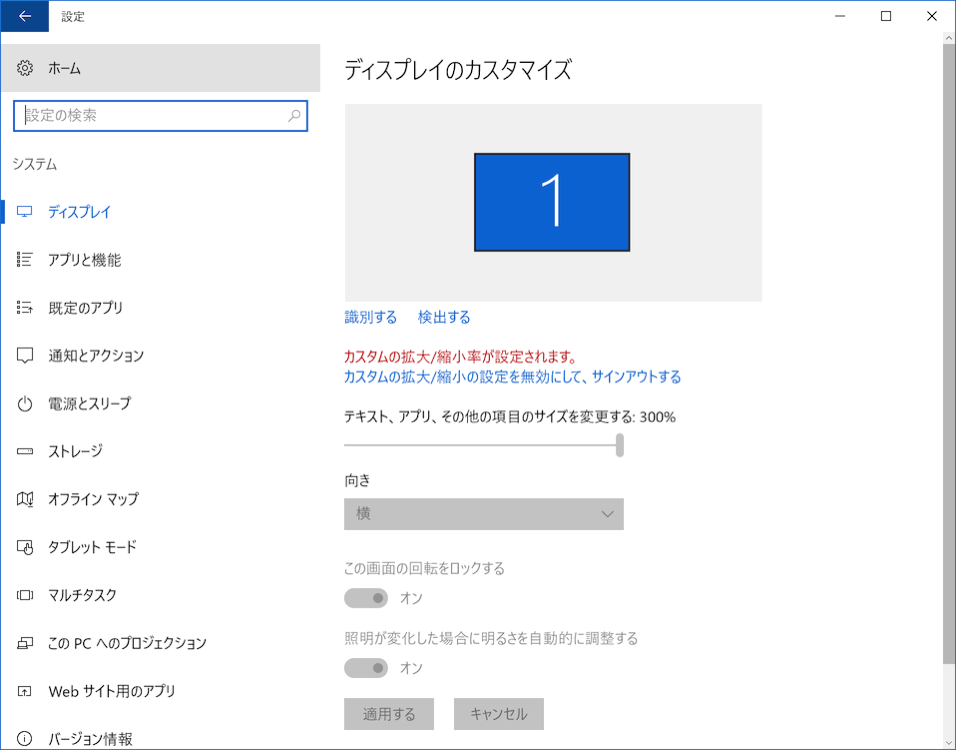 設定
ホーム
設定の検索
システム
ディスプレイ
アプリと機能
既定のアプリ
通知とアクション
電源とスリープ
ストレージ
オフライン マップ
タブレット モード
マルチタスク
この PC へのプロジェクション
Web サイト用のアプリ
バージョン情報
ディスプレイのカスタマイズ
1
識別する 検出する
カスタムの拡大/縮小率が設定されます。
カスタムの拡大/縮小の設定を無効にして、サインアウトする
テキスト、アプリ、その他の項目のサイズを変更する: 300%
向き
横
この画面の回転をロックする
オン
照明が変化した場合に明るさを自動的に調整する
オン
適用する キャンセル